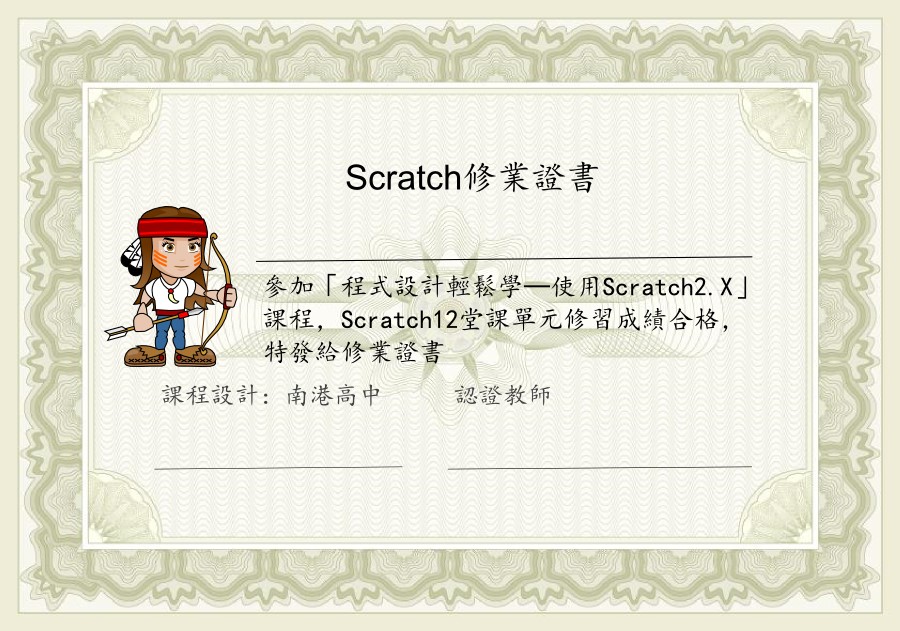 Scratch修業證書
參加「程式設計輕鬆學—使用Scratch2.X」
課程，Scratch12堂課單元修習成績合格，
特發給修業證書
課程設計：南港高中 認證教師